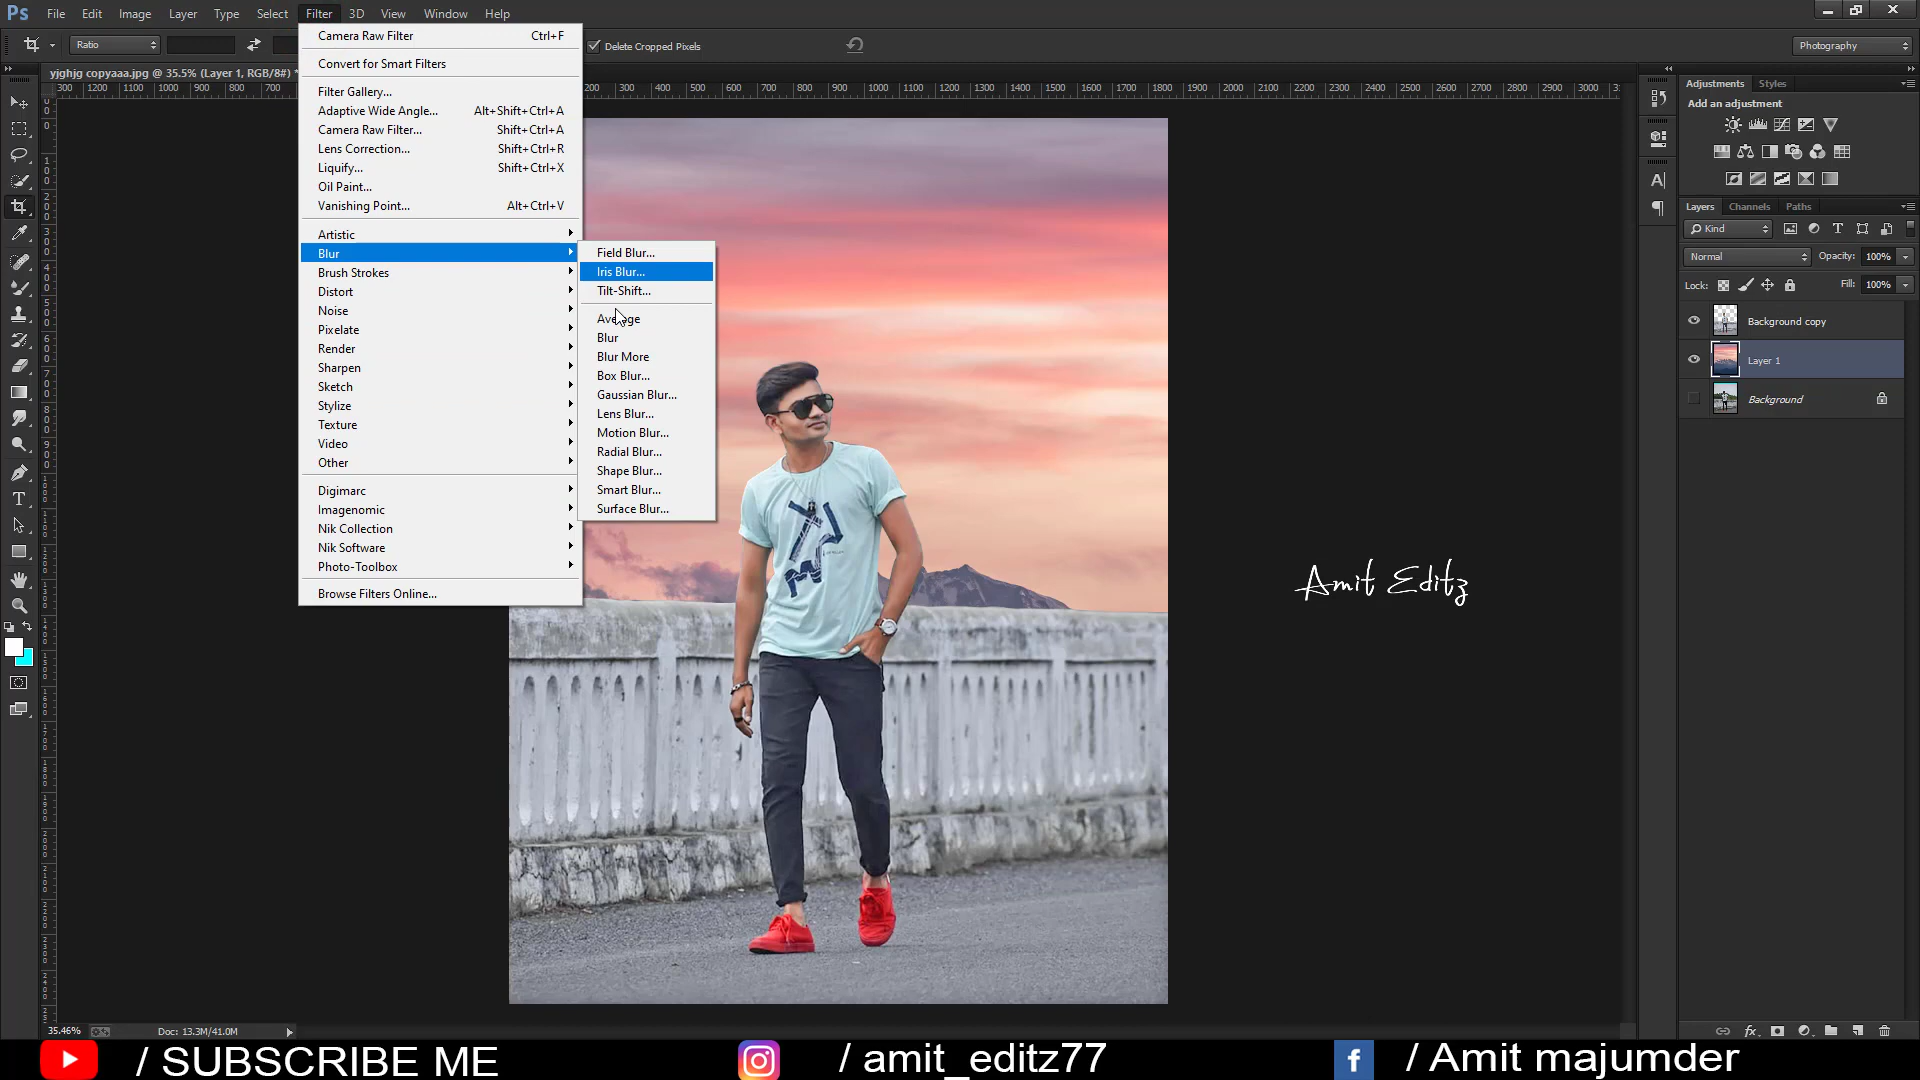 Ps File Edit Image Layer Type Select Filter 3D View Window Help
Ratio
Delete Cropped Pixels
Photography
yjghjg copyaaa.jpg @ 35.5% (Layer 1, RGB/8#) *
Camera Raw Filter Ctrl+F
Convert for Smart Filters
Filter Gallery...
Adaptive Wide Angle... Alt+Shift+Ctrl+A
Camera Raw Filter... Shift+Ctrl+A
Lens Correction... Shift+Ctrl+R
Liquify... Shift+Ctrl+X
Oil Paint...
Vanishing Point... Alt+Ctrl+V
Artistic
Blur
Brush Strokes
Distort
Noise
Pixelate
Render
Sharpen
Sketch
Stylize
Texture
Video
Other
Digimarc
Imagenomic
Nik Collection
Nik Software
Photo-Toolbox
Browse Filters Online...
Field Blur...
Iris Blur...
Tilt-Shift...
Average
Blur
Blur More
Box Blur...
Gaussian Blur...
Lens Blur...
Motion Blur...
Radial Blur...
Shape Blur...
Smart Blur...
Surface Blur...
Adjustments Styles
Add an adjustment
Layers Channels Paths
Kind
Normal Opacity: 100%
Lock: Fill: 100%
Background copy
Layer 1
Background
Amit Editz
35.46% Doc: 13.3M/41.0M
/ SUBSCRIBE ME / amit_editz77 / Amit majumder